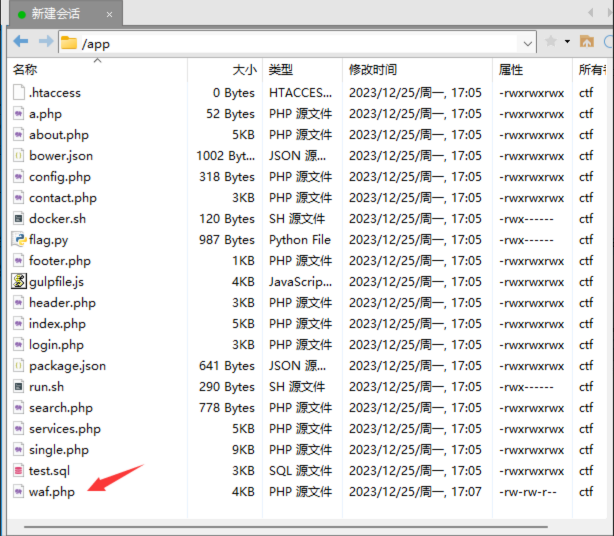 新建会话
/app
名称 大小 类型 修改时间 属性 所有者
.htaccess 0 Bytes HTACCES... 2023/12/25/周一, 17:05 -rwxrwxrwx ctf
a.php 52 Bytes PHP 源文件 2023/12/25/周一, 17:05 -rwxrwxrwx ctf
about.php 5KB PHP 源文件 2023/12/25/周一, 17:05 -rwxrwxrwx ctf
bower.json 1002 Byt... JSON 源... 2023/12/25/周一, 17:05 -rwxrwxrwx ctf
config.php 318 Bytes PHP 源文件 2023/12/25/周一, 17:05 -rwxrwxrwx ctf
contact.php 3KB PHP 源文件 2023/12/25/周一, 17:05 -rwxrwxrwx ctf
docker.sh 120 Bytes SH 源文件 2023/12/25/周一, 17:05 -rwx------ ctf
flag.py 987 Bytes Python File 2023/12/25/周一, 17:05 -rwx------ ctf
footer.php 1KB PHP 源文件 2023/12/25/周一, 17:05 -rwxrwxrwx ctf
gulpfile.js 4KB JavaScrip... 2023/12/25/周一, 17:05 -rwxrwxrwx ctf
header.php 3KB PHP 源文件 2023/12/25/周一, 17:05 -rwxrwxrwx ctf
index.php 5KB PHP 源文件 2023/12/25/周一, 17:05 -rwxrwxrwx ctf
login.php 3KB PHP 源文件 2023/12/25/周一, 17:05 -rwxrwxrwx ctf
package.json 641 Bytes JSON 源... 2023/12/25/周一, 17:05 -rwxrwxrwx ctf
run.sh 290 Bytes SH 源文件 2023/12/25/周一, 17:05 -rwx------ ctf
search.php 778 Bytes PHP 源文件 2023/12/25/周一, 17:05 -rwxrwxrwx ctf
services.php 5KB PHP 源文件 2023/12/25/周一, 17:05 -rwxrwxrwx ctf
single.php 9KB PHP 源文件 2023/12/25/周一, 17:05 -rwxrwxrwx ctf
test.sql 3KB SQL 源文件 2023/12/25/周一, 17:05 -rwxrwxrwx ctf
waf.php 4KB PHP 源文件 2023/12/25/周一, 17:07 -rw-rw-r-- ctf